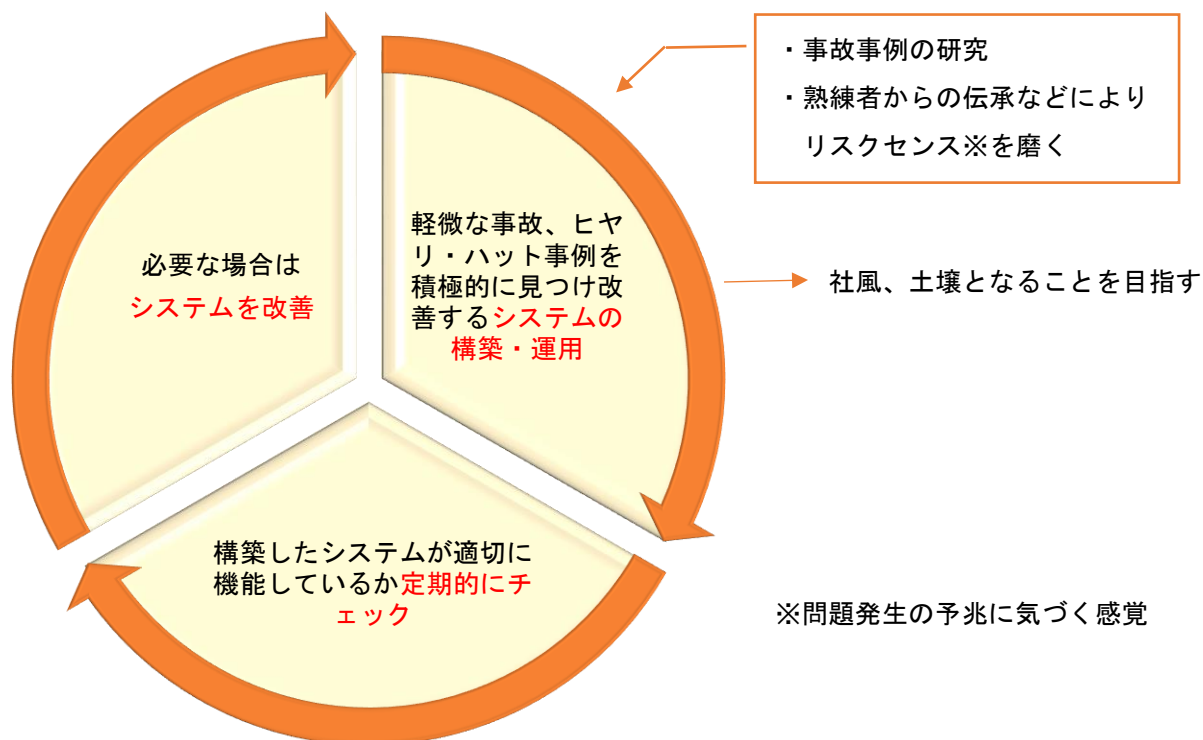 ・事故事例の研究
・熟練者からの伝承などにより
リスクセンス※を磨く
軽微な事故、ヒヤ
リ・ハット事例を
積極的に見つけ改
善するシステムの
構築・運用
社風、土壌となることを目指す
必要な場合は
システムを改善
構築したシステムが適切に
機能しているか定期的にチ
ェック
※問題発生の予兆に気づく感覚